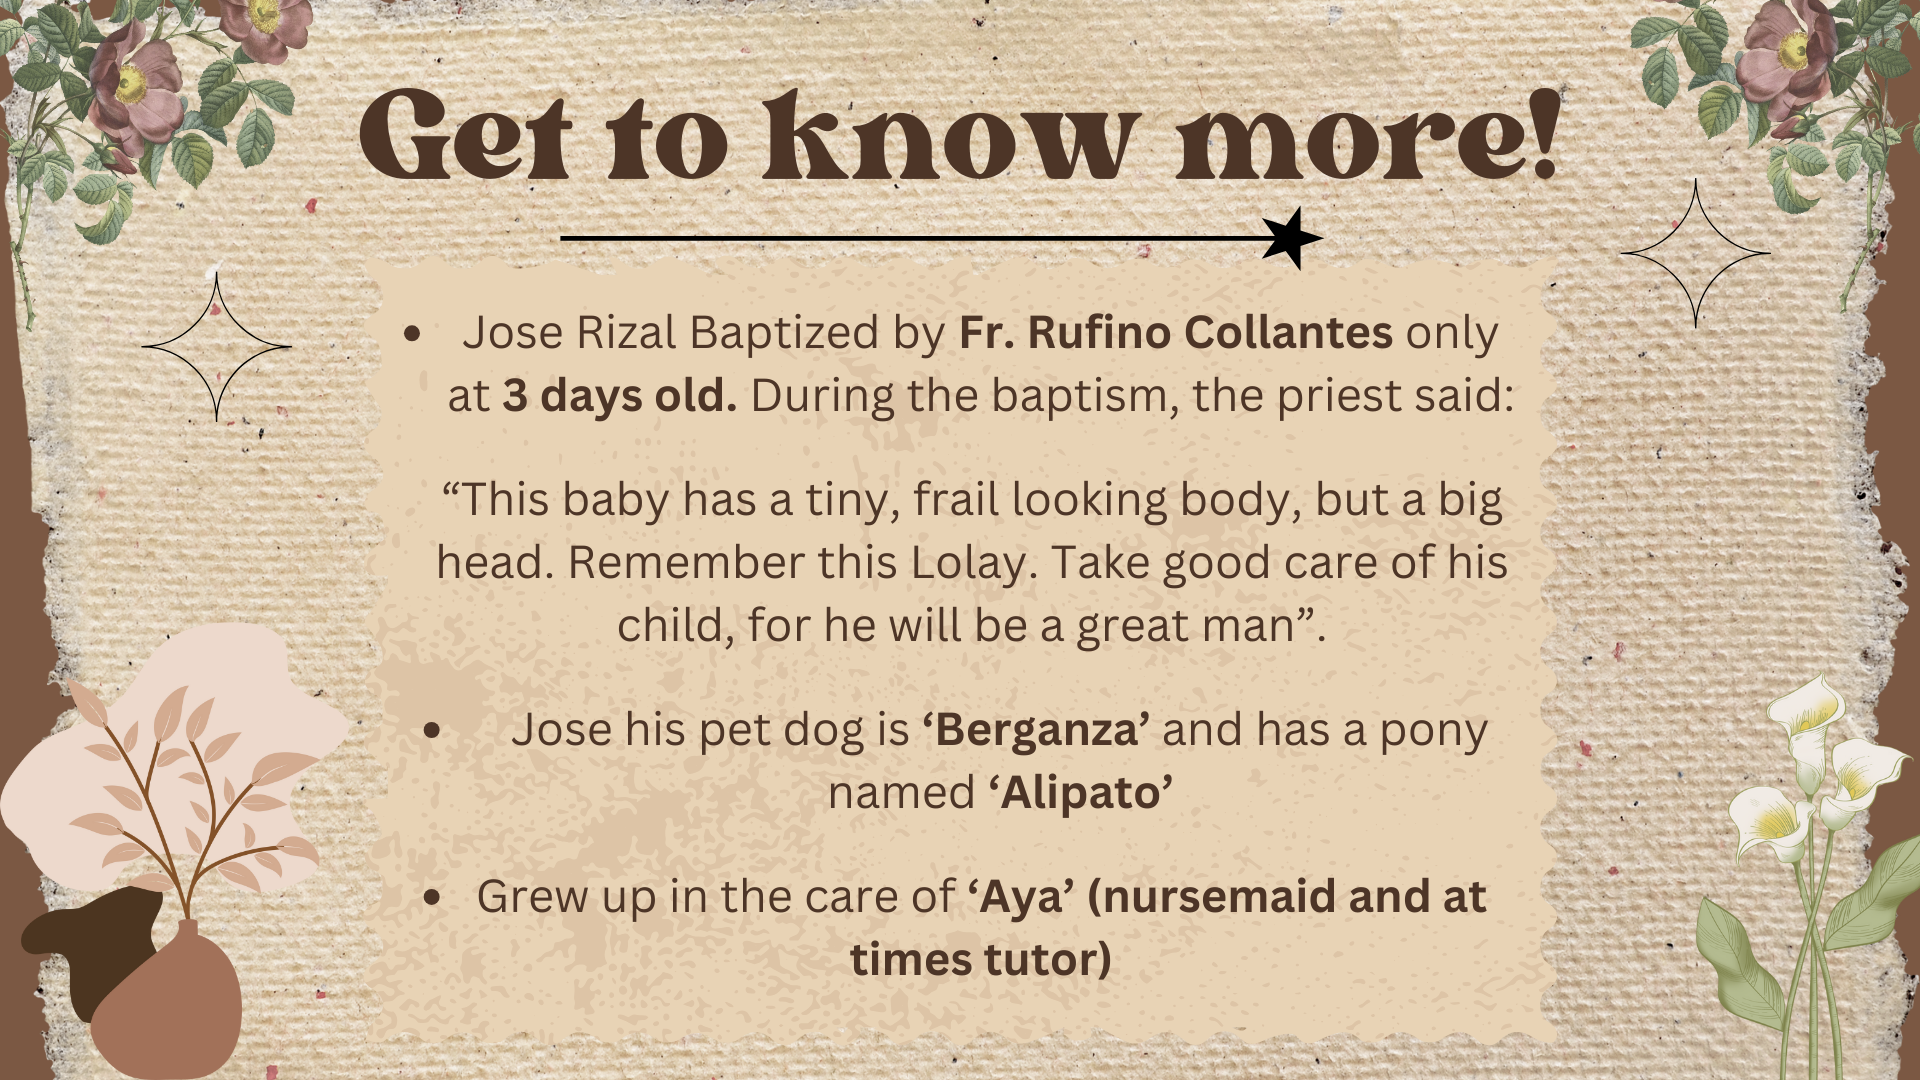 Get to know more!
• Jose Rizal Baptized by Fr. Rufino Collantes only
at 3 days old. During the baptism, the priest said:
“This baby has a tiny, frail looking body, but a big
head. Remember this Lolay. Take good care of his
child, for he will be a great man”.
• Jose his pet dog is ‘Berganza’ and has a pony
named ‘Alipato’
• Grew up in the care of ‘Aya’ (nursemaid and at
times tutor)